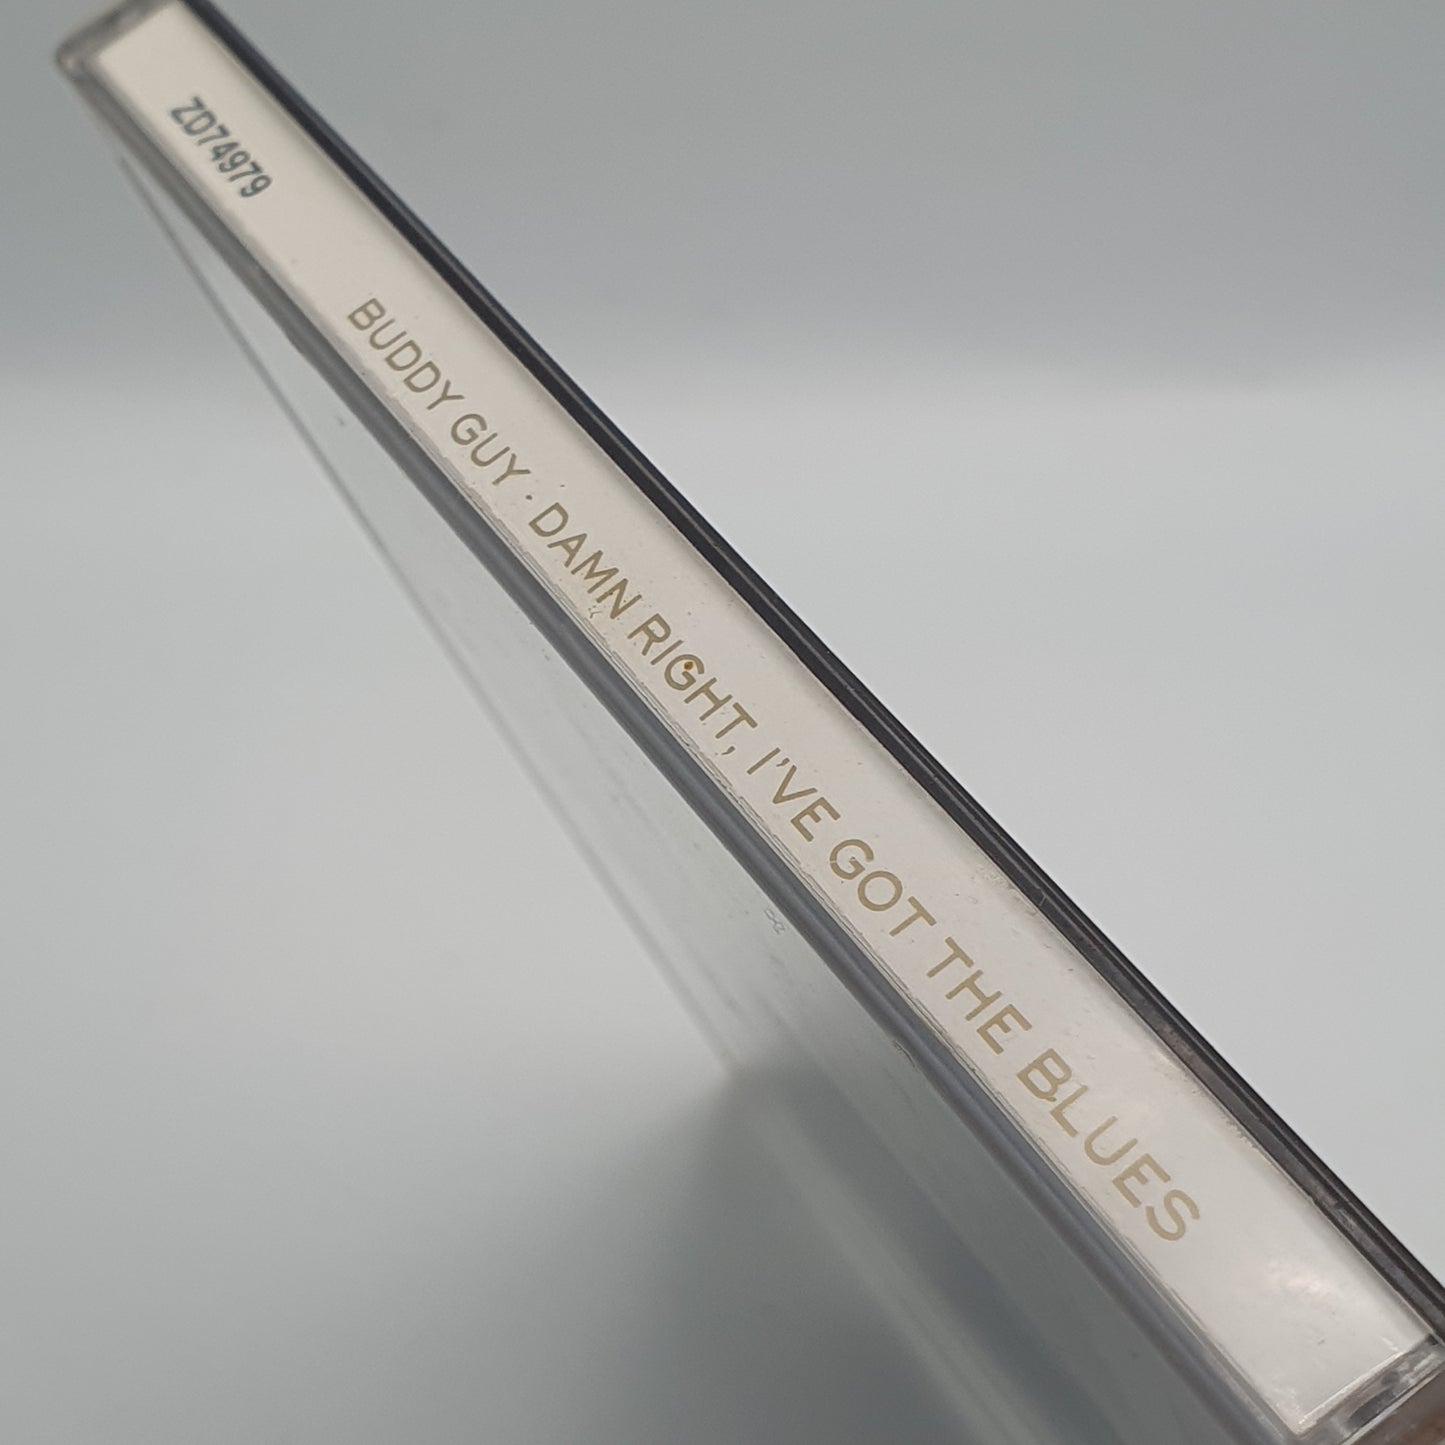 ZD74979 BUDDY GUY · DAMN RIGHT, I'VE GOT THE BLUES